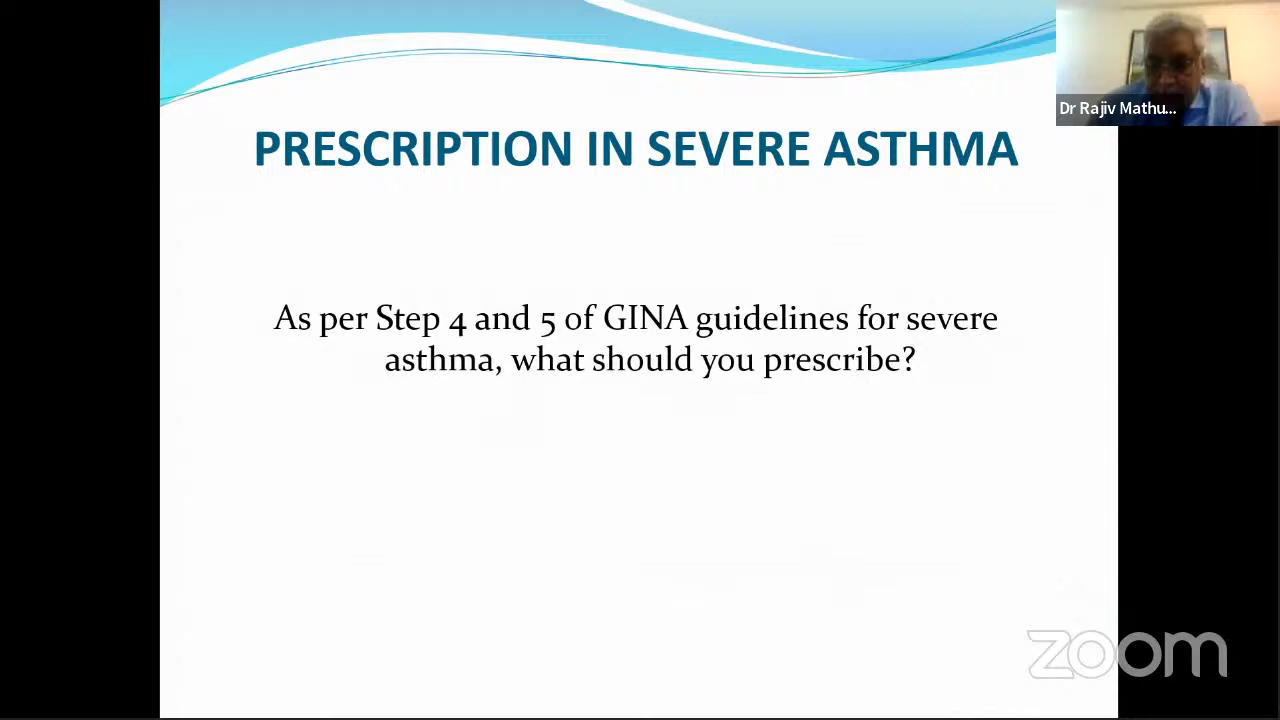 Dr Rajiv Mathu...
PRESCRIPTION IN SEVERE ASTHMA
As per Step 4 and 5 of GINA guidelines for severe
asthma, what should you prescribe?
zoom